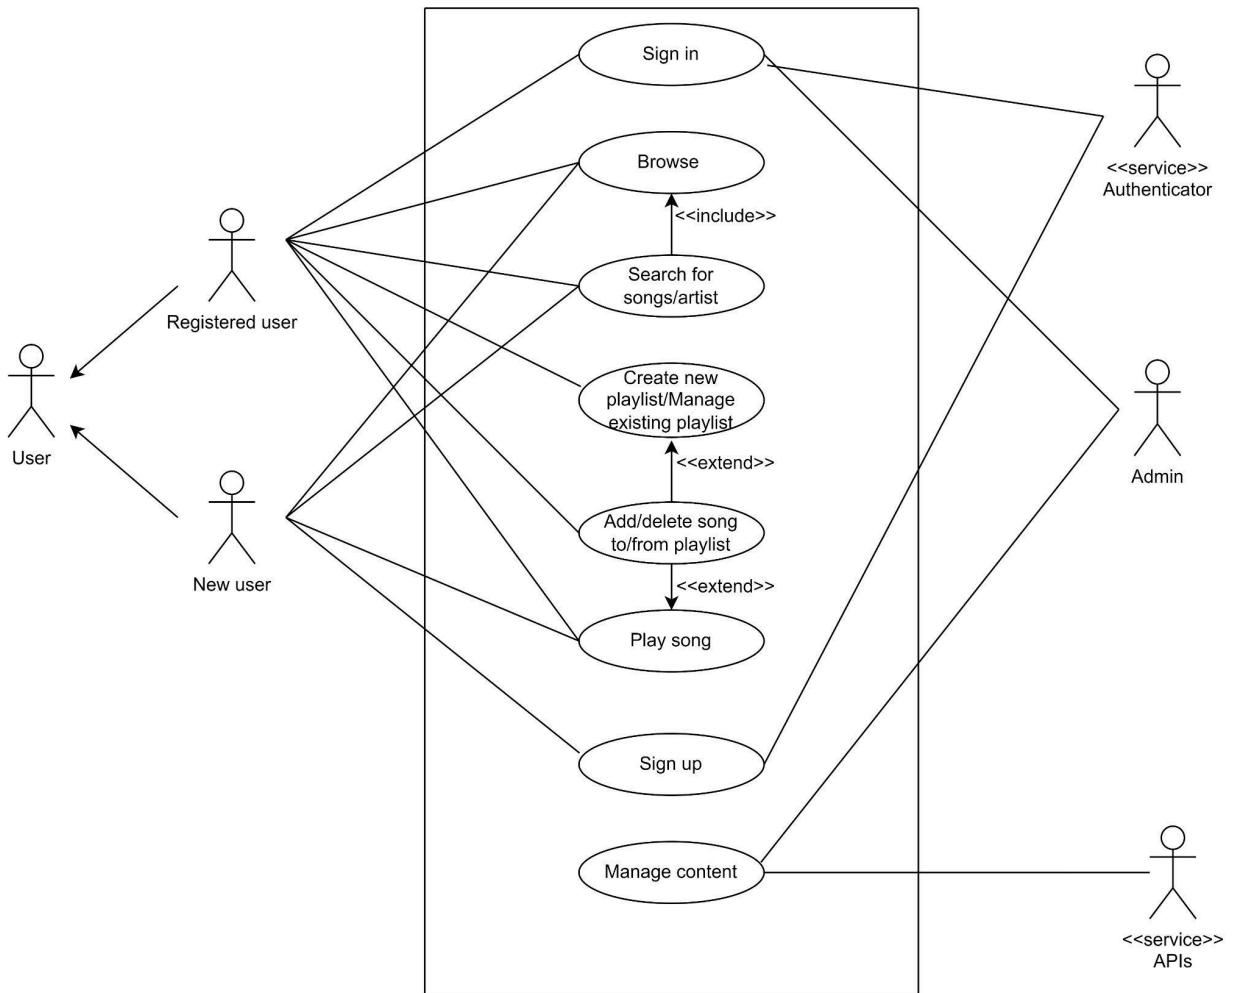 Sign in
<<service>>
Authenticator
Browse
<<include>>
Search for
songs/artist
Registered user
Create new
playlist/Manage
existing playlist
User
<<extend>>
Admin
Add/delete song
to/from playlist
New user
<<extend>>
Play song
Sign up
Manage content
<<service>>
APIs